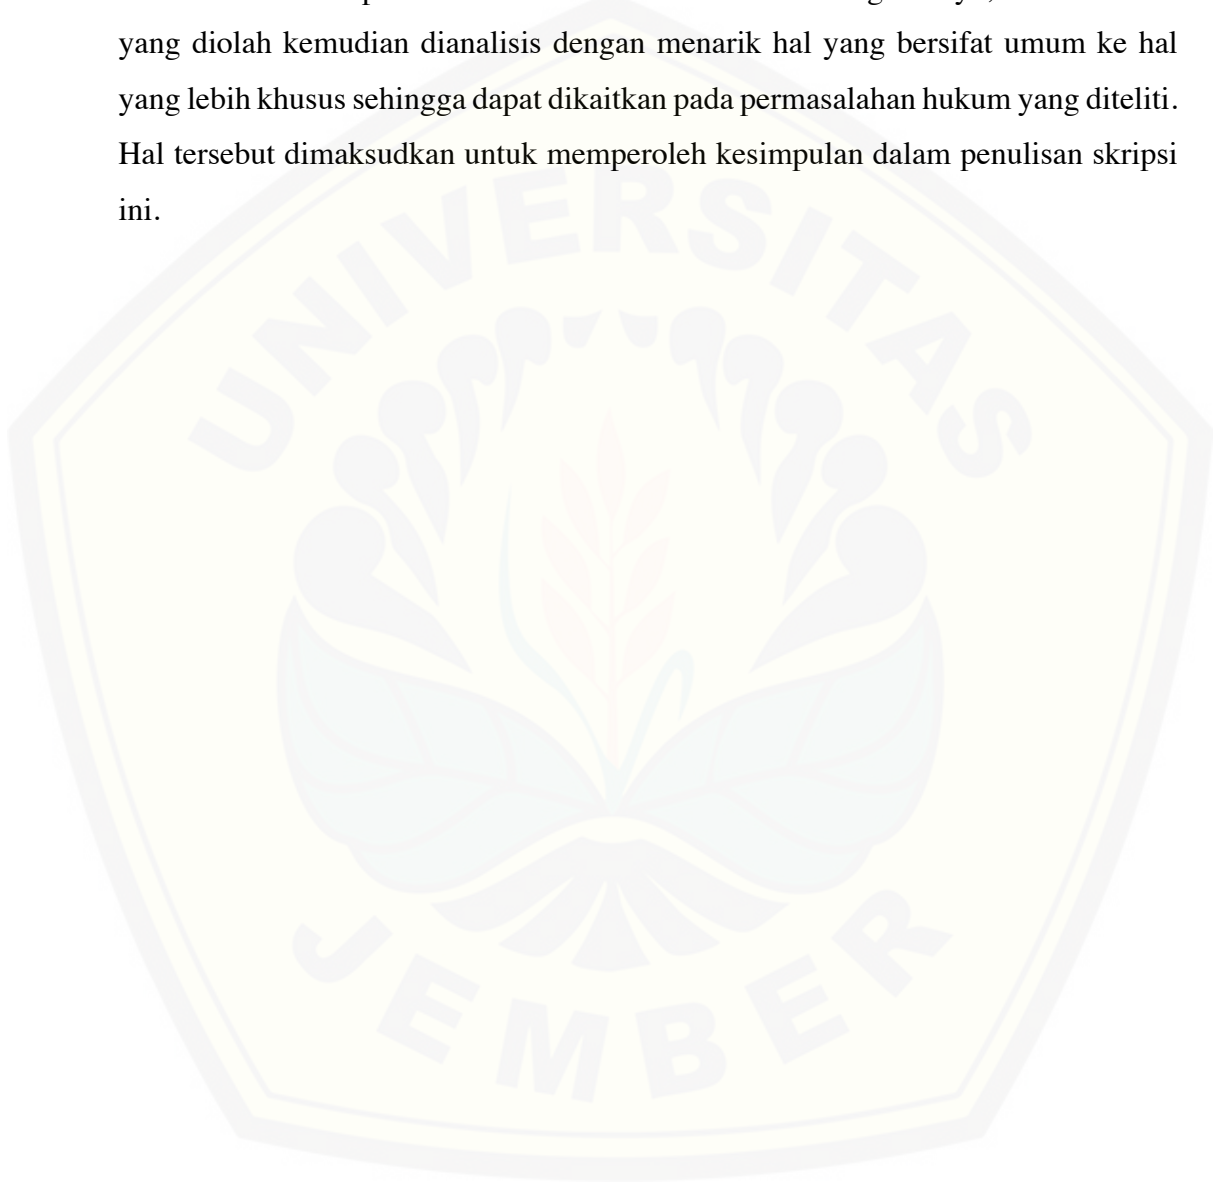 yang diolah kemudian dianalisis dengan menarik hal yang bersifat umum ke hal
yang lebih khusus sehingga dapat dikaitkan pada permasalahan hukum yang diteliti.
Hal tersebut dimaksudkan untuk memperoleh kesimpulan dalam penulisan skripsi
ini.
UNIVERSITAS
JEMBER